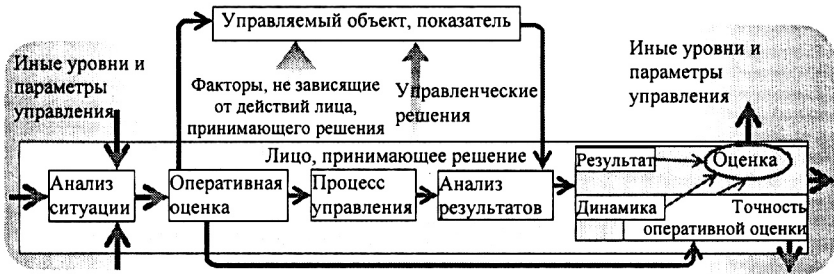 Управляемый объект, показатель
Иные уровни и
параметры
управления
Факторы, не зависящие
от действий лица,
принимающего решения
Управленческие
решения
Иные уровни и
параметры
управления
Лицо, принимающее решение
Анализ
ситуации
Оперативная
оценка
Процесс
управления
Анализ
результатов
Результат
Оценка
Динамика
Точность
оперативной оценки